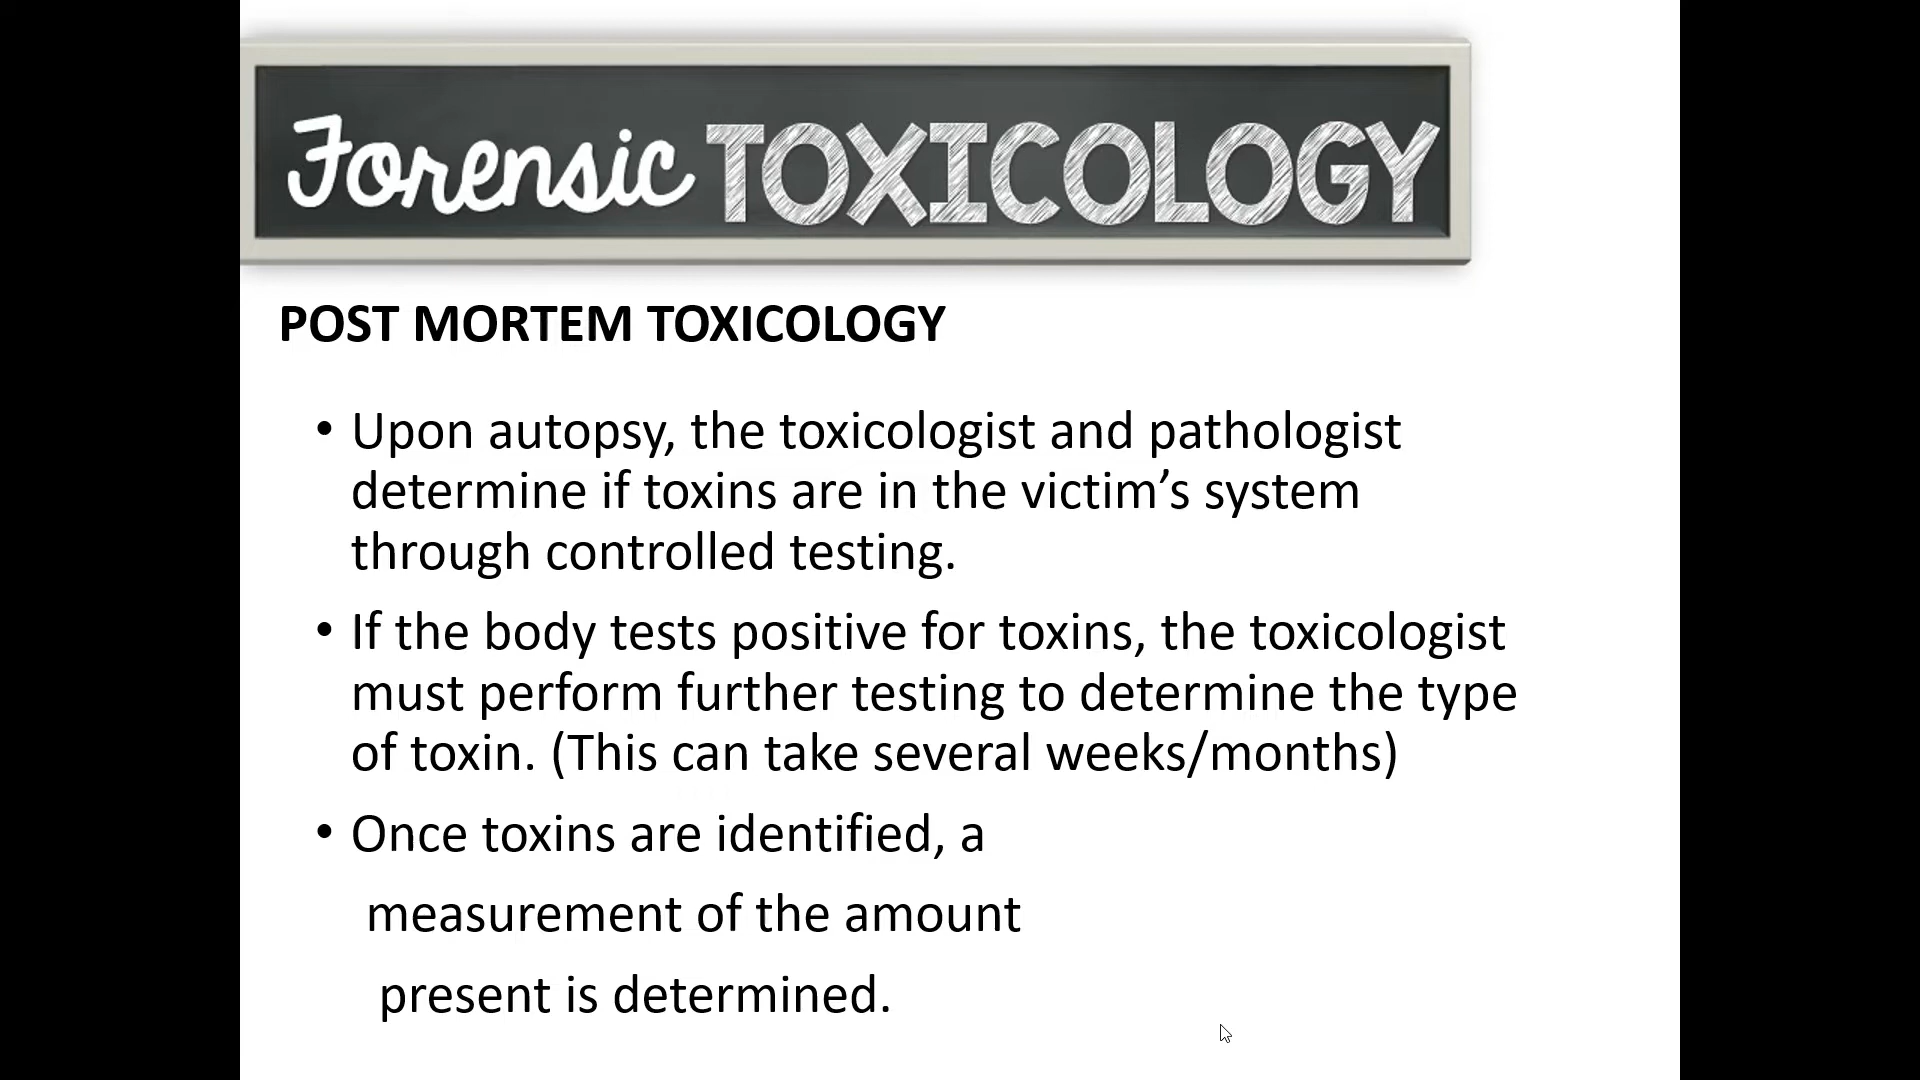 Forensic TOXICOLOGY
POST MORTEM TOXICOLOGY
• Upon autopsy, the toxicologist and pathologist
determine if toxins are in the victim’s system
through controlled testing.
• If the body tests positive for toxins, the toxicologist
must perform further testing to determine the type
of toxin. (This can take several weeks/months)
• Once toxins are identified, a
measurement of the amount
present is determined.